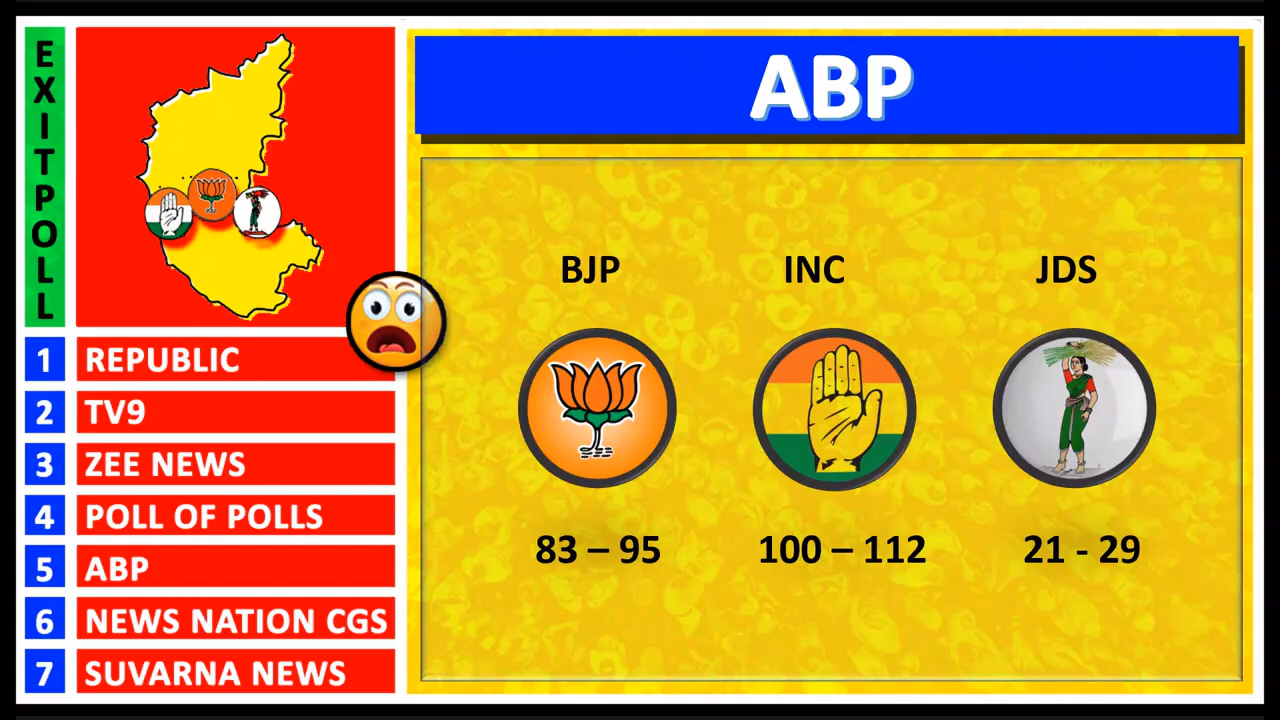 EXITPOLL
1 REPUBLIC
2 TV9
3 ZEE NEWS
4 POLL OF POLLS
5 ABP
6 NEWS NATION CGS
7 SUVARNA NEWS
ABP
BJP INC JDS
83 – 95 100 – 112 21 - 29